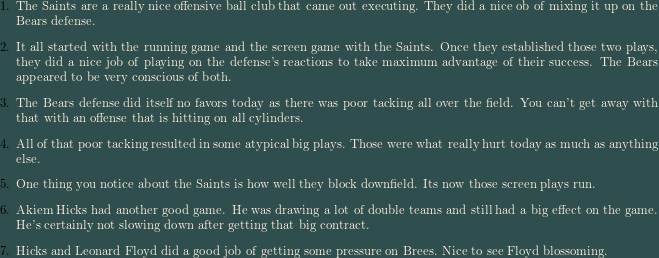 1. The Saints are a really nice offensive ball club that came out executing. They did a nice ob of mixing it up on the
Bears defense.
2. It all started with the running game and the screen game with the Saints. Once they established those two plays,
they did a nice job of playing on the defense's reactions to take maximum advantage of their success. The Bears
appeared to be very conscious of both.
3. The Bears defense did itself no favors today as there was poor tacking all over the field. You can't get away with
that with an offense that is hitting on all cylinders.
4. All of that poor tacking resulted in some atypical big plays. Those were what really hurt today as much as anything
else.
5. One thing you notice about the Saints is how well they block downfield. Its now those screen plays run.
6. Akiem Hicks had another good game. He was drawing a lot of double teams and still had a big effect on the game.
He's certainly not slowing down after getting that big contract.
7. Hicks and Leonard Floyd did a good job of getting some pressure on Brees. Nice to see Floyd blossoming.